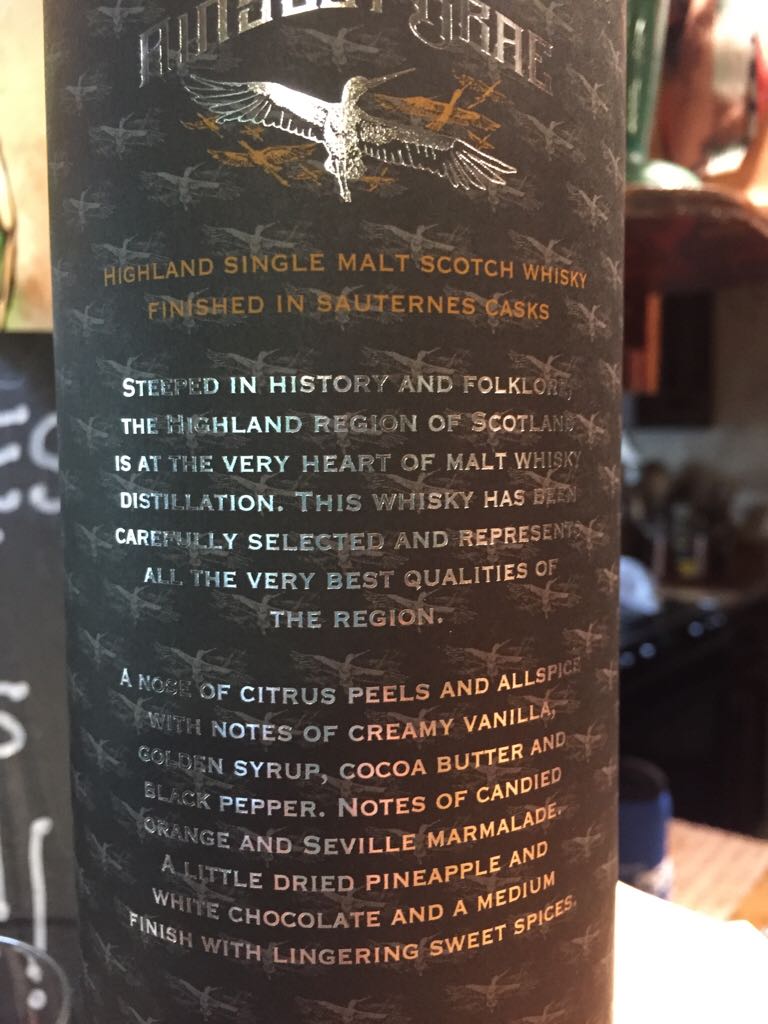 HIGHLAND SINGLE MALT SCOTCH WHISKY
FINISHED IN SAUTERNES CASKS
STEEPED IN HISTORY AND FOLKLORE,
THE HIGHLAND REGION OF SCOTLAND
IS AT THE VERY HEART OF MALT WHISKY
DISTILLATION. THIS WHISKY HAS BEEN
CAREFULLY SELECTED AND REPRESENTS
ALL THE VERY BEST QUALITIES OF
THE REGION.
A NOSE OF CITRUS PEELS AND ALLSPICE
WITH NOTES OF CREAMY VANILLA,
GOLDEN SYRUP, COCOA BUTTER AND
BLACK PEPPER. NOTES OF CANDIED
ORANGE AND SEVILLE MARMALADE.
A LITTLE DRIED PINEAPPLE AND
WHITE CHOCOLATE AND A MEDIUM
FINISH WITH LINGERING SWEET SPICES.